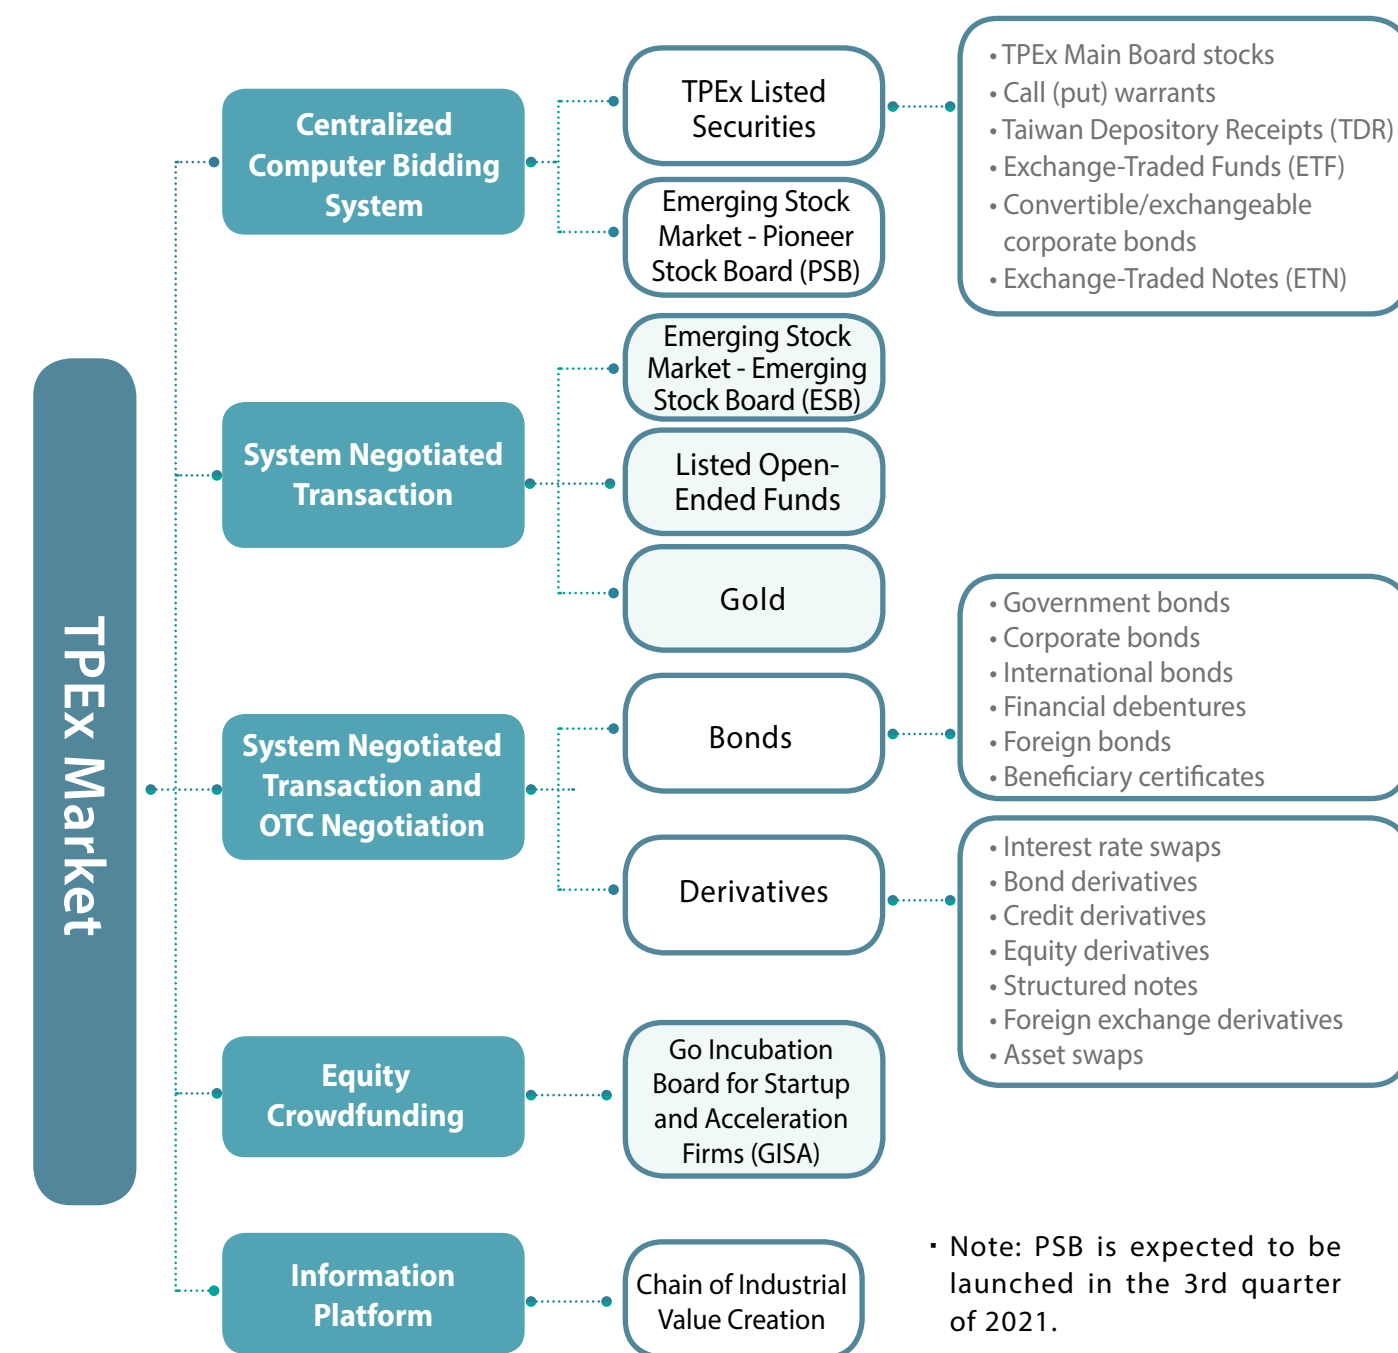 TPEx Market
Centralized
Computer Bidding
System
TPEx Listed
Securities
• TPEx Main Board stocks
• Call (put) warrants
• Taiwan Depository Receipts (TDR)
• Exchange-Traded Funds (ETF)
• Convertible/exchangeable
corporate bonds
• Exchange-Traded Notes (ETN)
Emerging Stock
Market - Pioneer
Stock Board (PSB)
System Negotiated
Transaction
Emerging Stock
Market - Emerging
Stock Board (ESB)
Listed Open-
Ended Funds
Gold
System Negotiated
Transaction and
OTC Negotiation
Bonds
• Government bonds
• Corporate bonds
• International bonds
• Financial debentures
• Foreign bonds
• Beneficiary certificates
Derivatives
• Interest rate swaps
• Bond derivatives
• Credit derivatives
• Equity derivatives
• Structured notes
• Foreign exchange derivatives
• Asset swaps
Equity
Crowdfunding
Go Incubation
Board for Startup
and Acceleration
Firms (GISA)
Information
Platform
Chain of Industrial
Value Creation
▪ Note: PSB is expected to be
launched in the 3rd quarter
of 2021.